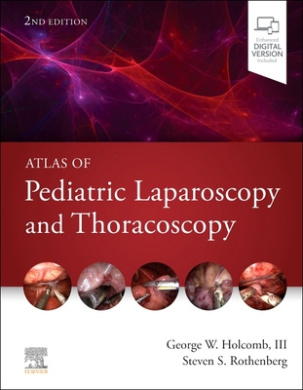 2ND EDITION
Enhanced
DIGITAL
VERSION
Included
ATLAS OF
Pediatric Laparoscopy
and Thoracoscopy
ELSEVIER
George W. Holcomb, III
Steven S. Rothenberg